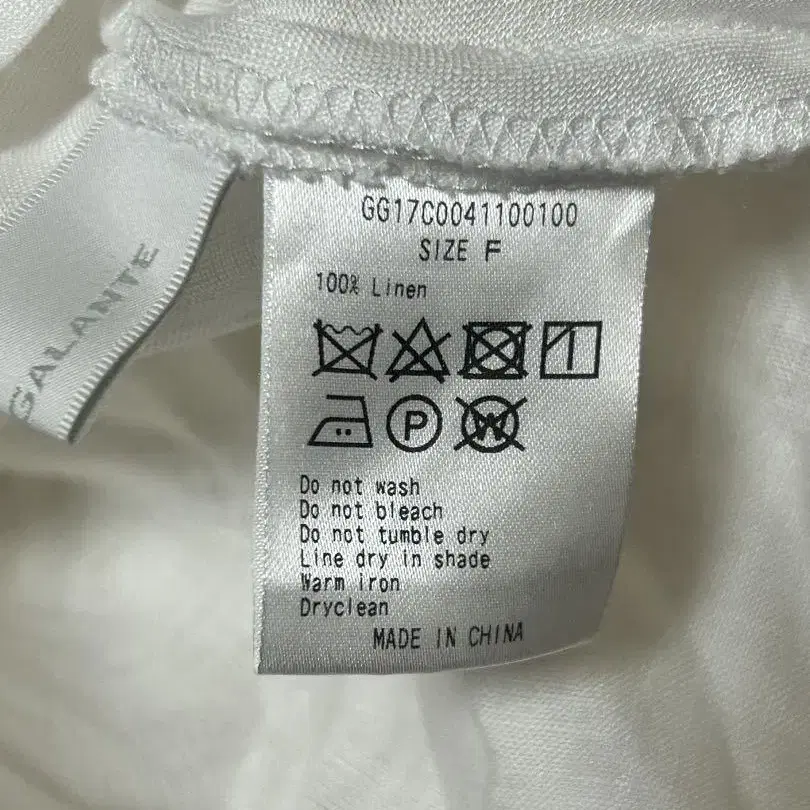 GALANTE
GG17C0041100100
SIZE F
100% Linen
P
W
Do not wash
Do not bleach
Do not tumble dry
Line dry in shade
Warm iron
Dryclean
MADE IN CHINA